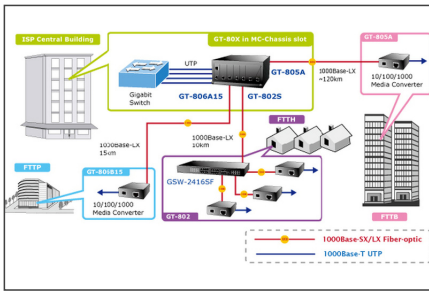 ISP Central Building
GT-80X in MC-Chassis slot
GT-805A
UTP
GT-805A
1000Base-LX
~120km
10/100/1000
Media Converter
Gigabit
Switch
GT-806A15
GT-802S
1000Base-LX
15km
1000Base-LX
10km
FTTH
FTTP
GT-806B15
GSW-2416SF
10/100/1000
Media Converter
GT-802
FTTB
1000Base-SX/LX Fiber-optic
1000Base-T UTP